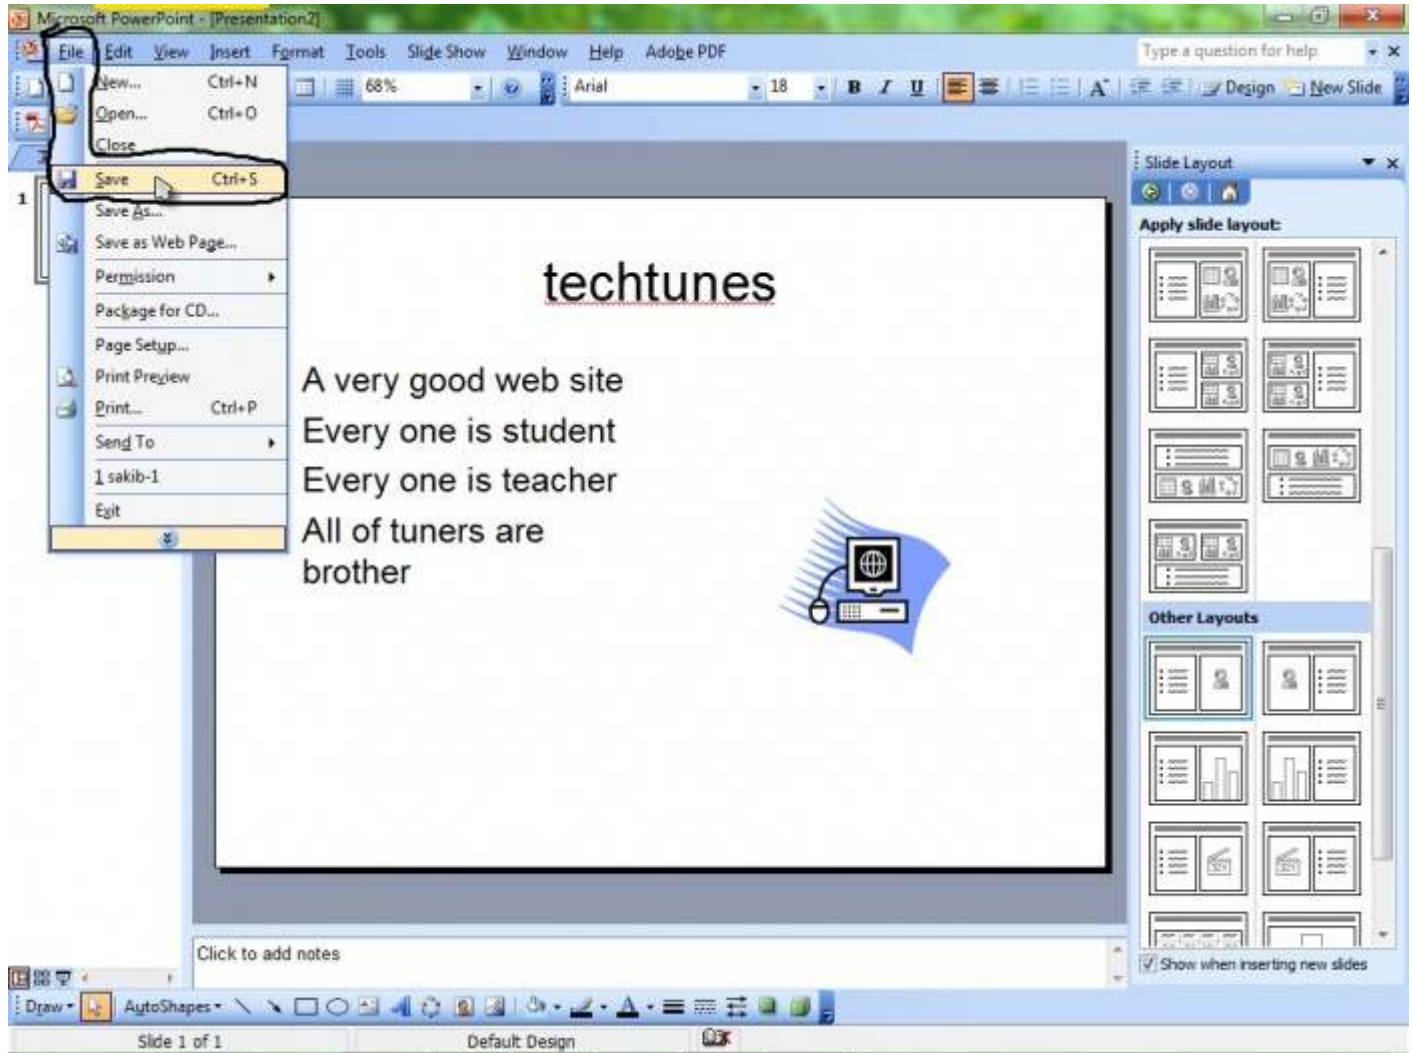 Microsoft PowerPoint - [Presentation2]
File Edit View Insert Format Tools Slide Show Window Help Adobe PDF Type a question for help
68% Arial 18 B I U A Design New Slide
New... Ctrl+N
Open... Ctrl+O
Close
Save Ctrl+S
Save As...
Save as Web Page...
Permission
Package for CD...
Page Setup...
Print Preview
Print... Ctrl+P
Send To
1 sakib-1
Exit
1
techtunes
A very good web site
Every one is student
Every one is teacher
All of tuners are
brother
Slide Layout
Apply slide layout:
Other Layouts
Show when inserting new slides
Click to add notes
Draw AutoShapes A
Slide 1 of 1 Default Design